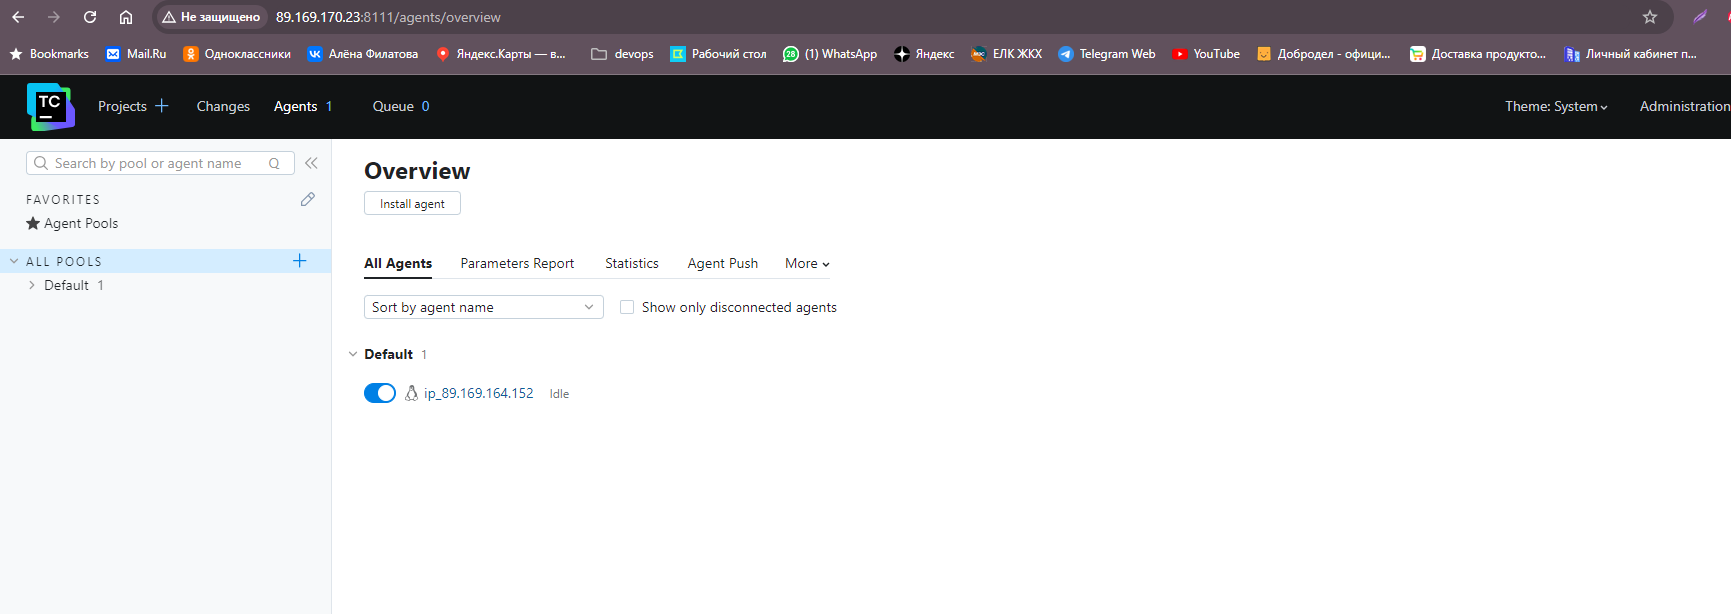 Не защищено 89.169.170.23:8111/agents/overview
Bookmarks Mail.Ru Одноклассники Алёна Филатова Яндекс.Карты — в... devops Рабочий стол (1) WhatsApp Яндекс ЕЛК ЖКХ Telegram Web YouTube Добродел - офици... Доставка продукто... Личный кабинет п...
TC Projects Changes Agents 1 Queue 0 Theme: System Administration
Search by pool or agent name Q
FAVORITES
Agent Pools
ALL POOLS
Default 1
Overview
Install agent
All Agents Parameters Report Statistics Agent Push More
Sort by agent name Show only disconnected agents
Default 1
ip_89.169.164.152 Idle